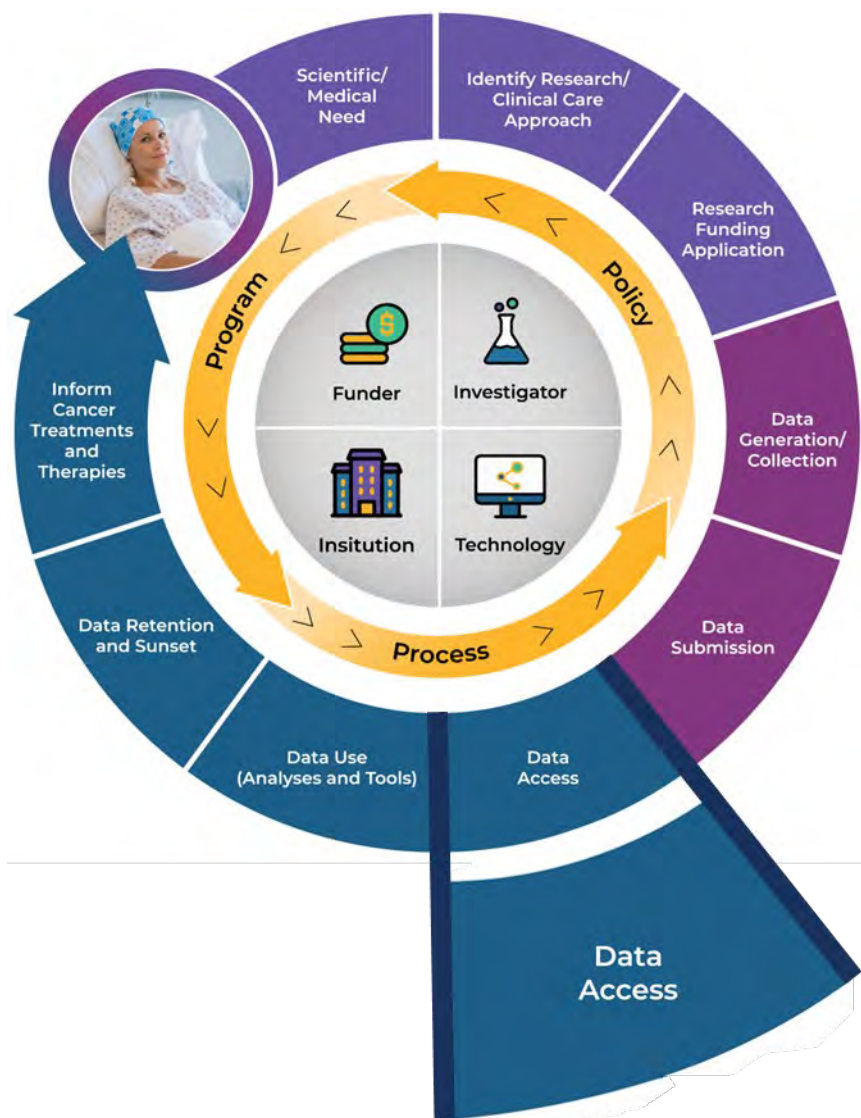 Scientific/
Medical
Need
Identify Research/
Clinical Care
Approach
Research
Funding
Application
Data
Generation/
Collection
Data
Submission
Data
Access
Data Use
(Analyses and Tools)
Data Retention
and Sunset
Inform
Cancer
Treatments
and
Therapies
Program
Policy
Process
Funder
$
Investigator
Insitution
Technology
Data
Access